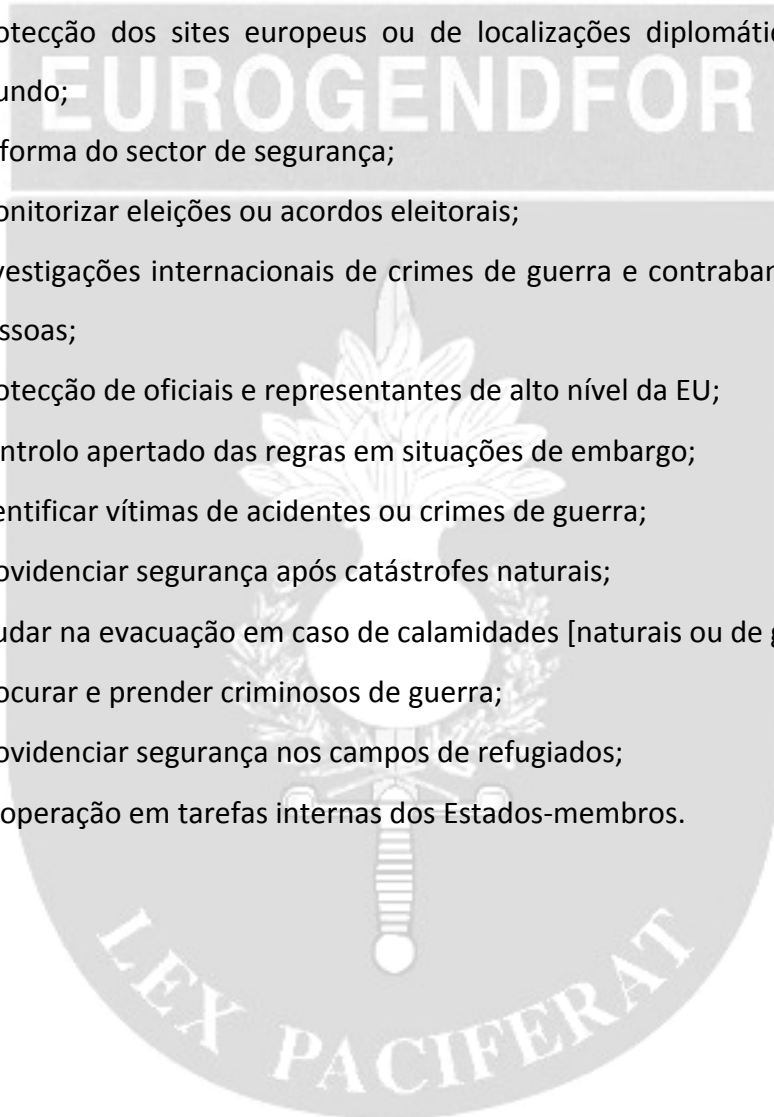 otecção dos sites europeus ou de localizações diplomátic
undo;
EUROGENDFOR
forma do sector de segurança;
onitorizar eleições ou acordos eleitorais;
vestigações internacionais de crimes de guerra e contraban
ssoas;
otecção de oficiais e representantes de alto nível da EU;
ntrolo apertado das regras em situações de embargo;
entificar vítimas de acidentes ou crimes de guerra;
ovidenciar segurança após catástrofes naturais;
udar na evacuação em caso de calamidades [naturais ou de g
ocurar e prender criminosos de guerra;
ovidenciar segurança nos campos de refugiados;
operação em tarefas internas dos Estados-membros.
LEX PACIFERAT